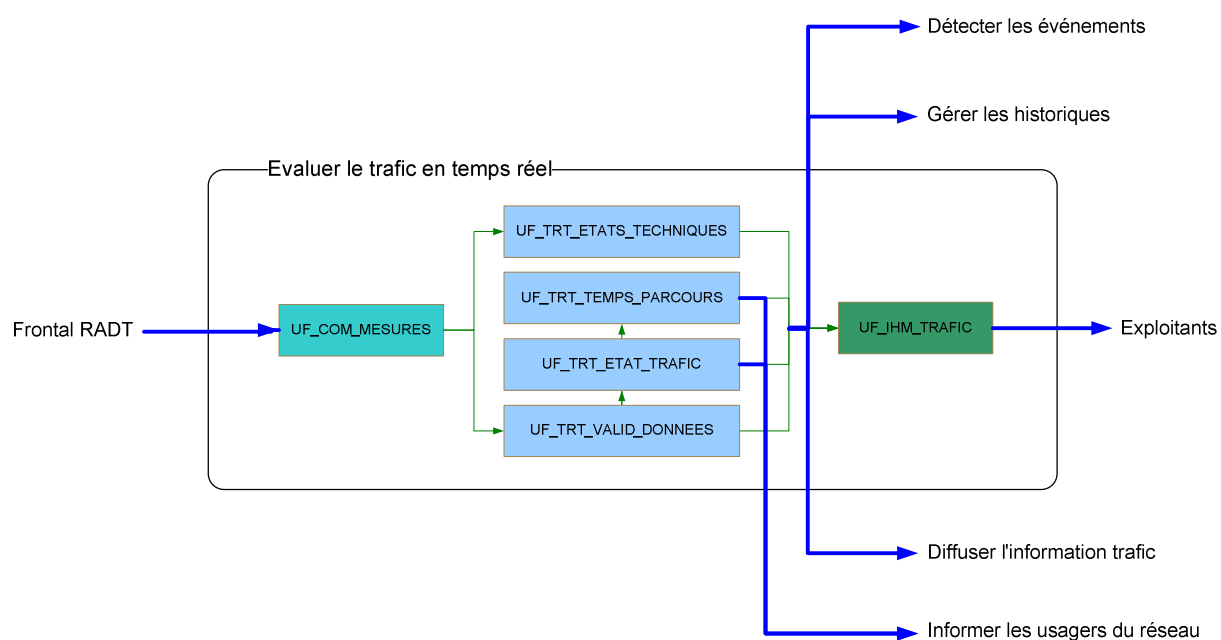 Détecter les événements
Gérer les historiques
Evaluer le trafic en temps réel
UF_TRT_ETATS_TECHNIQUES
UF_TRT_TEMPS_PARCOURS
Frontal RADT
UF_COM_MESURES
UF_IHM_TRAFIC
Exploitants
UF_TRT_ETAT_TRAFIC
UF_TRT_VALID_DONNEES
Diffuser l'information trafic
Informer les usagers du réseau